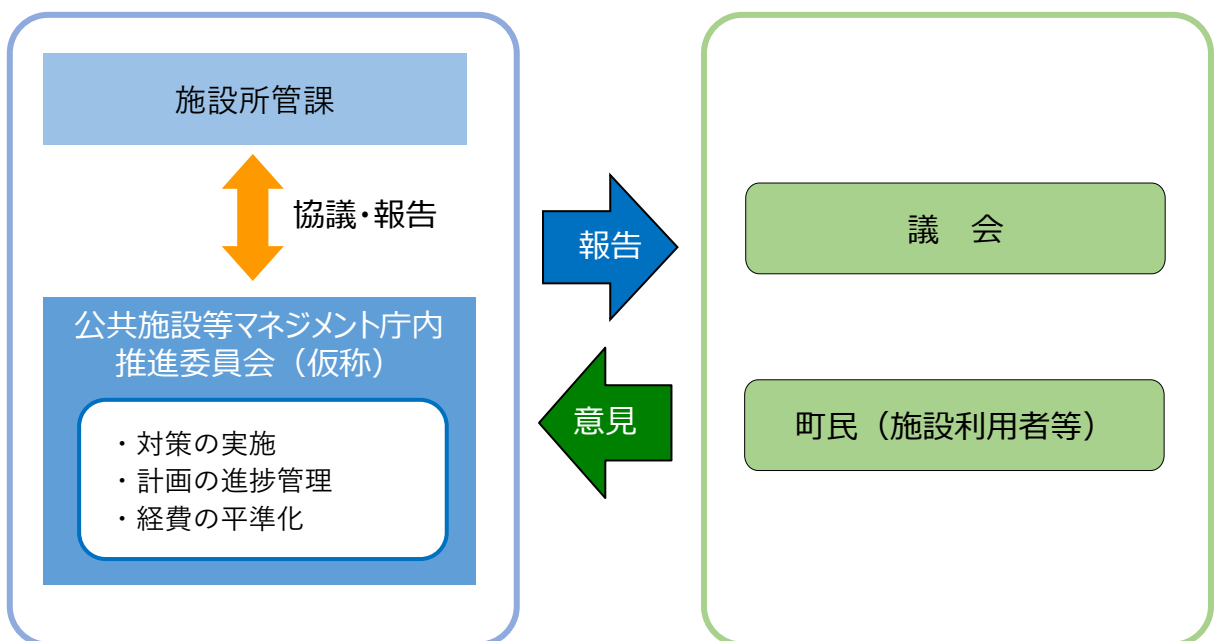 施設所管課
協議・報告
公共施設等マネジメント庁内
推進委員会（仮称）
・対策の実施
・計画の進捗管理
・経費の平準化
報告
意見
議　会
町民（施設利用者等）